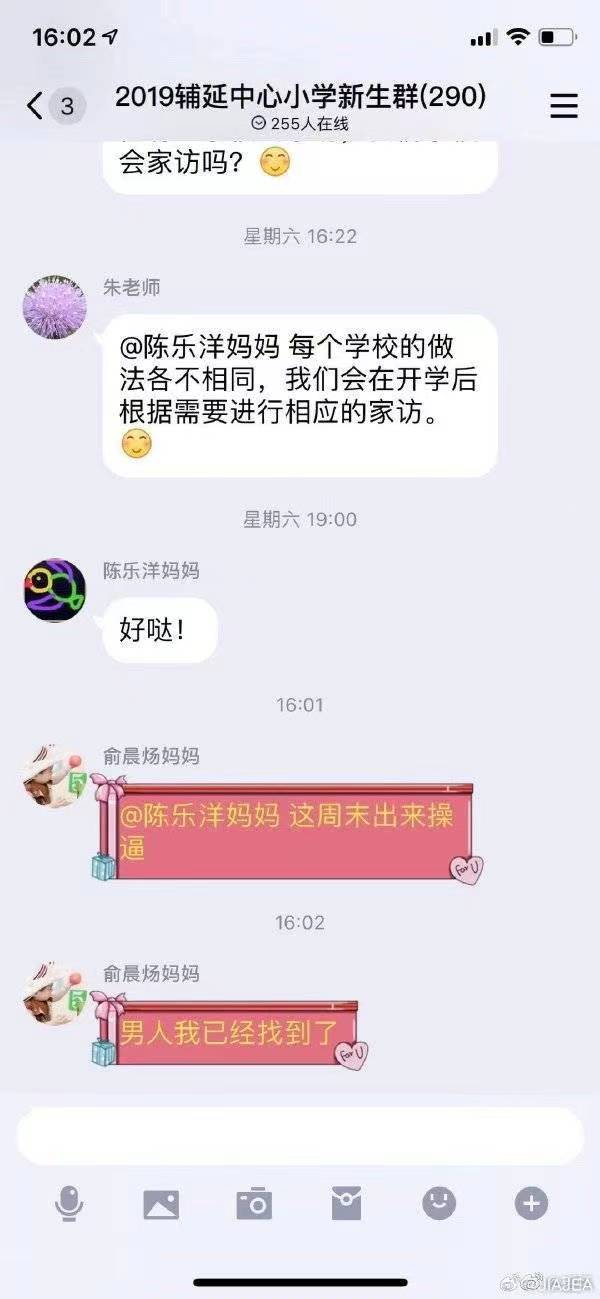 16:02
3
2019辅延中心小学新生群(290)
255人在线
会家访吗?
星期六 16:22
朱老师
@陈乐洋妈妈 每个学校的做
法各不相同，我们会在开学后
根据需要进行相应的家访。
星期六 19:00
陈乐洋妈妈
好哒！
16:01
俞晨炀妈妈
@陈乐洋妈妈 这周末出来操
逼
For U
16:02
俞晨炀妈妈
男人我已经找到了
For U
@JIAJEA